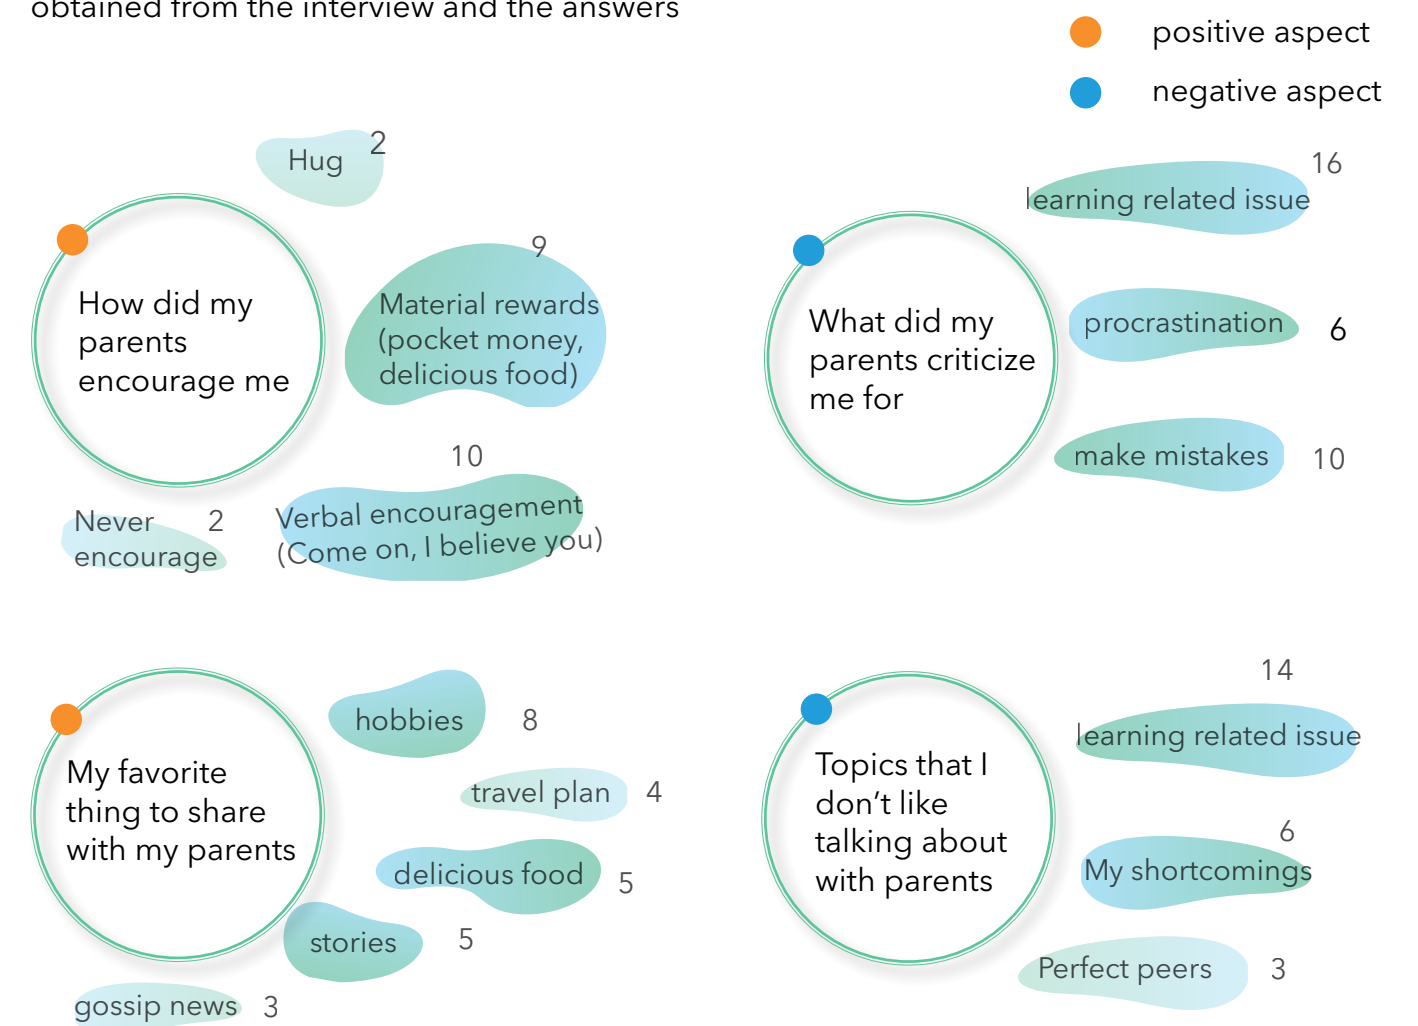 obtained from the interview and the answers
positive aspect
negative aspect
Hug
2
How did my
parents
encourage me
9
Material rewards
(pocket money,
delicious food)
10
Verbal encouragement
(Come on, I believe you)
Never
encourage
2
What did my
parents criticize
me for
16
learning related issue
procrastination
6
make mistakes
10
My favorite
thing to share
with my parents
hobbies
8
travel plan
4
delicious food
5
stories
5
gossip news
3
Topics that I
don’t like
talking about
with parents
14
learning related issue
6
My shortcomings
Perfect peers
3